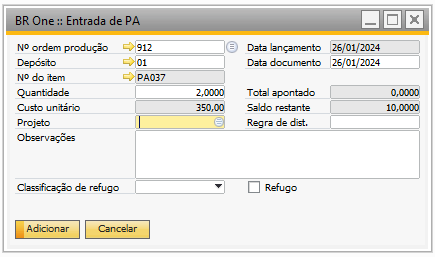 BR One :: Entrada de PA
Nº ordem produção 912 Data lançamento 26/01/2024
Depósito 01 Data documento 26/01/2024
Nº do item PA037
Quantidade 2,0000 Total apontado 0,0000
Custo unitário 350,00 Saldo restante 10,0000
Projeto Regra de dist.
Observações
Classificação de refugo Refugo
Adicionar Cancelar